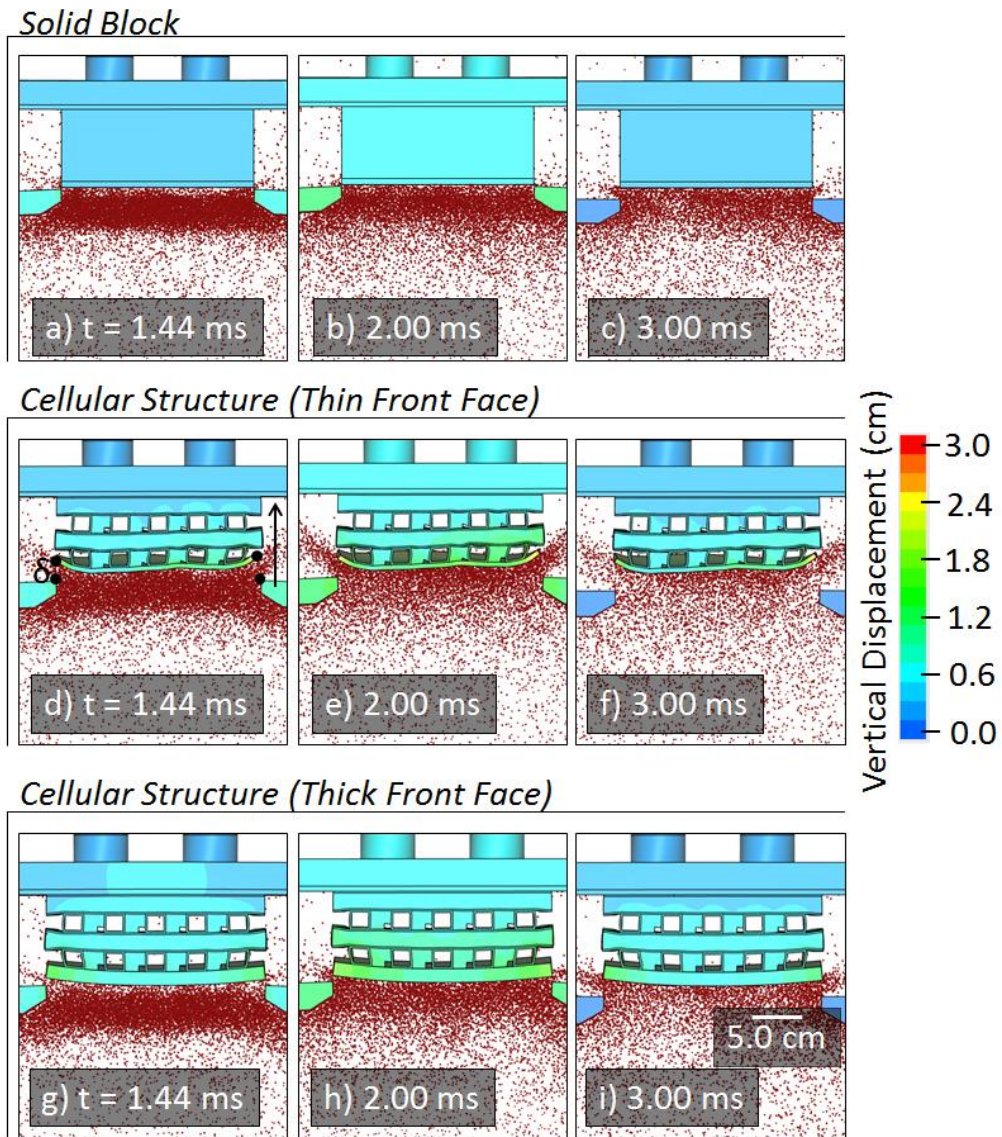 Solid Block
a) t = 1.44 ms
b) 2.00 ms
c) 3.00 ms
Cellular Structure (Thin Front Face)
δ
d) t = 1.44 ms
e) 2.00 ms
f) 3.00 ms
Vertical Displacement (cm)
3.0
2.4
1.8
1.2
0.6
0.0
Cellular Structure (Thick Front Face)
5.0 cm
g) t = 1.44 ms
h) 2.00 ms
i) 3.00 ms